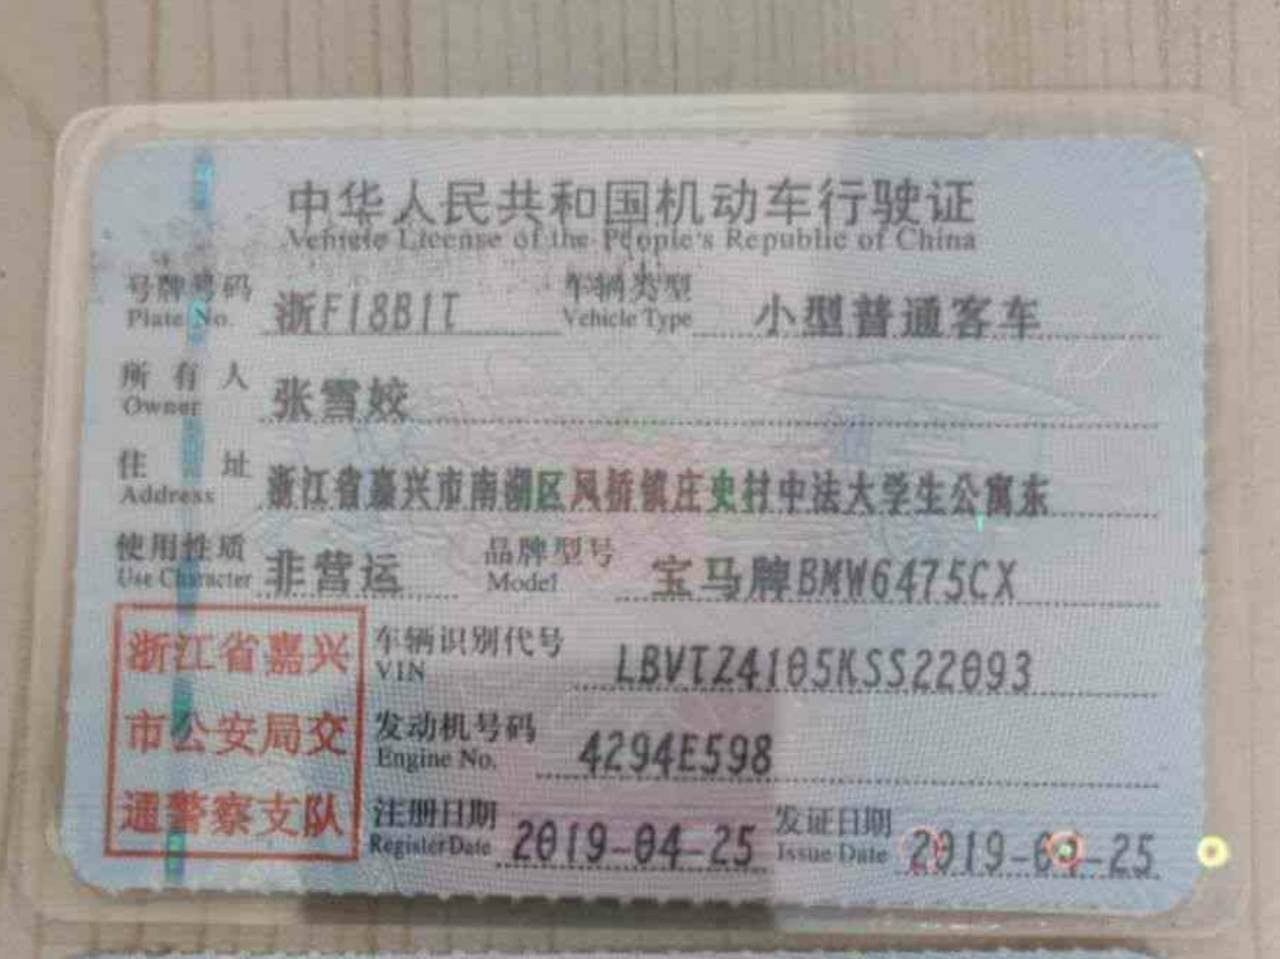 中华人民共和国机动车行驶证
Vehicle License of the People's Republic of China
号牌号码 浙F18B1T 车辆类型 小型普通客车
Plate No. Vehicle Type
所有人 张雪姣
Owner
住址 浙江省嘉兴市南湖区凤桥镇庄史村中法大学生公寓东
Address
使用性质 非营运 品牌型号 宝马牌BMW6475CX
Use Character Model
浙江省嘉兴
市公安局交
通警察支队
车辆识别代号 LBVTZ4105KSS22093
VIN
发动机号码 4294E598
Engine No.
注册日期 2019-04-25 发证日期 2019-04-25
Register Date Issue Date